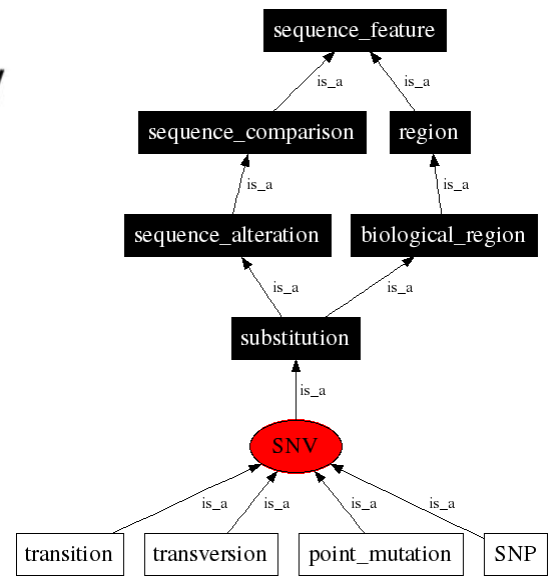 sequence_feature
is_a is_a
sequence_comparison region
is_a is_a
sequence_alteration biological_region
is_a is_a
substitution
is_a
SNV
is_a is_a is_a is_a
transition transversion point_mutation SNP